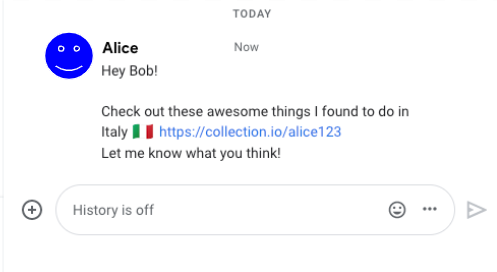 TODAY
Alice Now
Hey Bob!
Check out these awesome things I found to do in
Italy 🇮🇹 https://collection.io/alice123
Let me know what you think!
History is off